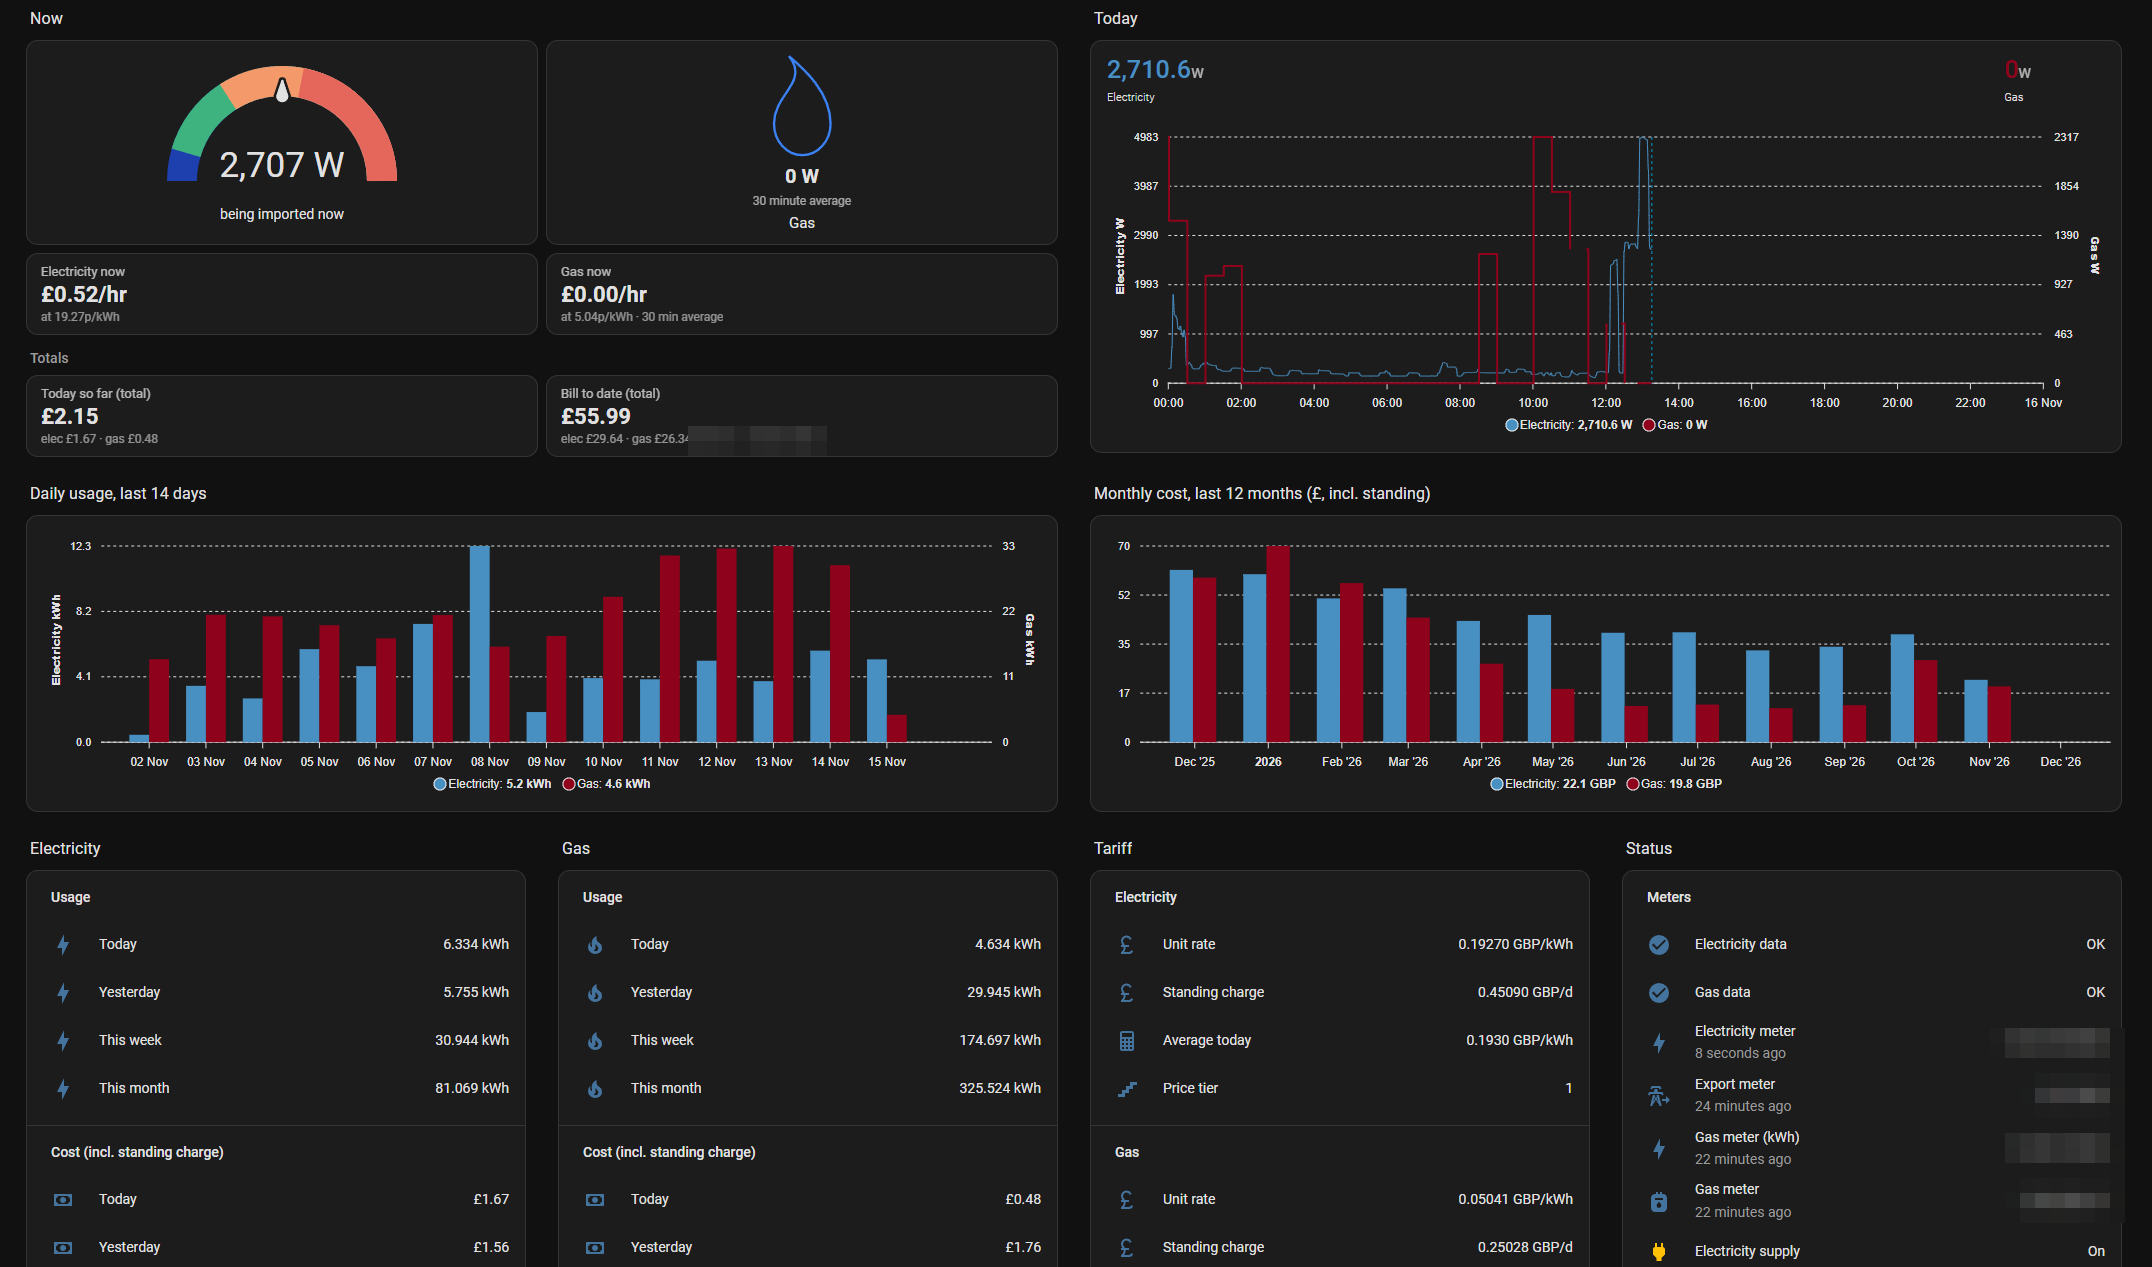 Now
2,707 W
being imported now
0 W
30 minute average
Gas
Electricity now
£0.52/hr
at 19.27p/kWh
Gas now
£0.00/hr
at 5.04p/kWh · 30 min average
Totals
Today so far (total)
£2.15
elec £1.67 · gas £0.48
Bill to date (total)
£55.99
elec £29.64 · gas £26.34
Today
2,710.6W
Electricity
0W
Gas
Electricity W
4983
3987
2990
1993
997
0
2317
1854
1390
927
463
0
Gas W
00:00 02:00 04:00 06:00 08:00 10:00 12:00 14:00 16:00 18:00 20:00 22:00 16 Nov
Electricity: 2,710.6 W Gas: 0 W
Daily usage, last 14 days
Electricity kWh
12.3
8.2
4.1
0.0
33
22
11
0
Gas kWh
02 Nov 03 Nov 04 Nov 05 Nov 06 Nov 07 Nov 08 Nov 09 Nov 10 Nov 11 Nov 12 Nov 13 Nov 14 Nov 15 Nov
Electricity: 5.2 kWh Gas: 4.6 kWh
Monthly cost, last 12 months (£, incl. standing)
70
52
35
17
0
Dec '25 2026 Feb '26 Mar '26 Apr '26 May '26 Jun '26 Jul '26 Aug '26 Sep '26 Oct '26 Nov '26 Dec '26
Electricity: 22.1 GBP Gas: 19.8 GBP
Electricity
Usage
Today 6.334 kWh
Yesterday 5.755 kWh
This week 30.944 kWh
This month 81.069 kWh
Cost (incl. standing charge)
Today £1.67
Yesterday £1.56
Gas
Usage
Today 4.634 kWh
Yesterday 29.945 kWh
This week 174.697 kWh
This month 325.524 kWh
Cost (incl. standing charge)
Today £0.48
Yesterday £1.76
Tariff
Electricity
Unit rate 0.19270 GBP/kWh
Standing charge 0.45090 GBP/d
Average today 0.1930 GBP/kWh
Price tier 1
Gas
Unit rate 0.05041 GBP/kWh
Standing charge 0.25028 GBP/d
Status
Meters
Electricity data OK
Gas data OK
Electricity meter
8 seconds ago
Export meter
24 minutes ago
Gas meter (kWh)
22 minutes ago
Gas meter
22 minutes ago
Electricity supply On